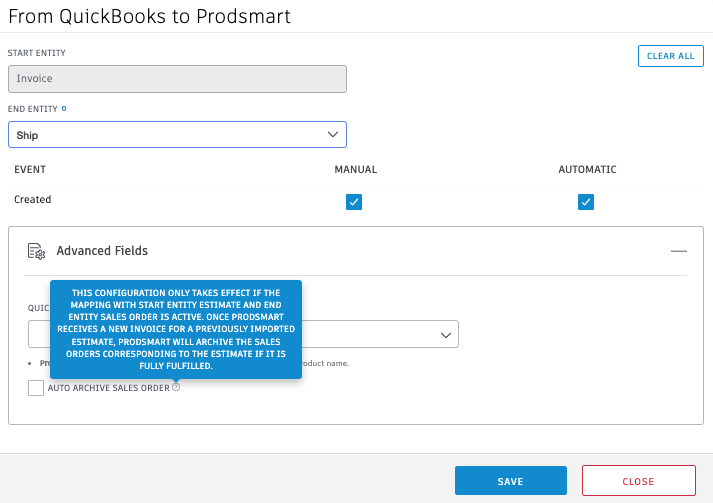 From QuickBooks to Prodsmart
START ENTITY
CLEAR ALL
Invoice
END ENTITY
Ship
EVENT MANUAL AUTOMATIC
Created
Advanced Fields
THIS CONFIGURATION ONLY TAKES EFFECT IF THE
MAPPING WITH START ENTITY ESTIMATE AND END
ENTITY SALES ORDER IS ACTIVE. ONCE PRODSMART
RECEIVES A NEW INVOICE FOR A PREVIOUSLY IMPORTED
ESTIMATE, PRODSMART WILL ARCHIVE THE SALES
ORDERS CORRESPONDING TO THE ESTIMATE IF IT IS
FULLY FULFILLED.
QUIC
Pro roduct name.
AUTO ARCHIVE SALES ORDER ?
SAVE CLOSE